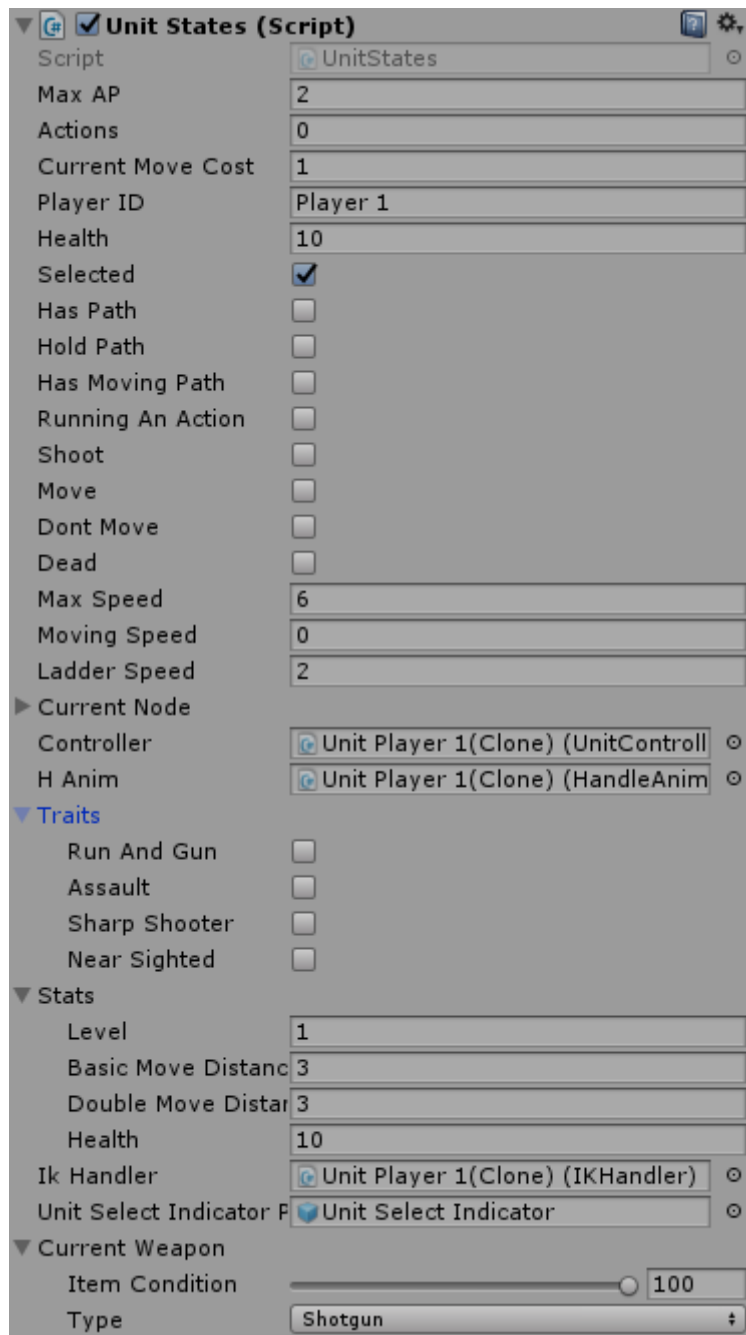 Unit States (Script)
Script UnitStates
Max AP 2
Actions 0
Current Move Cost 1
Player ID Player 1
Health 10
Selected
Has Path
Hold Path
Has Moving Path
Running An Action
Shoot
Move
Dont Move
Dead
Max Speed 6
Moving Speed 0
Ladder Speed 2
Current Node
Controller Unit Player 1(Clone) (UnitControll
H Anim Unit Player 1(Clone) (HandleAnim
Traits
Run And Gun
Assault
Sharp Shooter
Near Sighted
Stats
Level 1
Basic Move Distanc 3
Double Move Distar 3
Health 10
Ik Handler Unit Player 1(Clone) (IKHandler)
Unit Select Indicator P Unit Select Indicator
Current Weapon
Item Condition 100
Type Shotgun